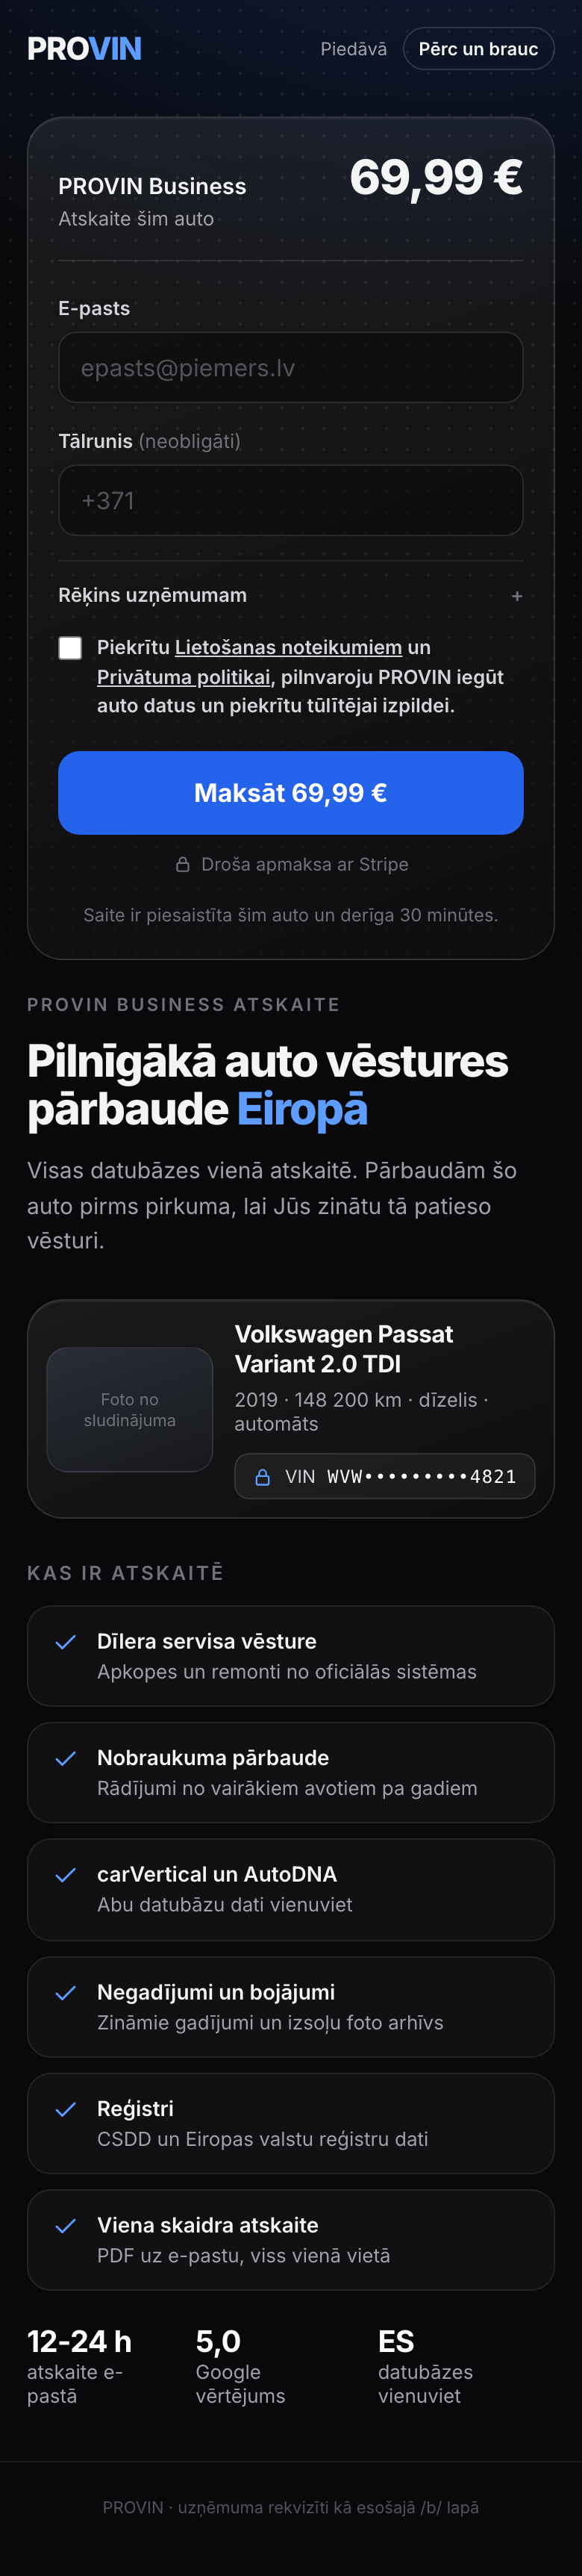 PROVIN
Piedāvā
Pērc un brauc
PROVIN Business
69,99 €
Atskaite šim auto
E-pasts
epasts@piemers.lv
Tālrunis (neobligāti)
+371
Rēķins uzņēmumam +
Piekrītu Lietošanas noteikumiem un
Privātuma politikai, pilnvaroju PROVIN iegūt
auto datus un piekrītu tūlītējai izpildei.
Maksāt 69,99 €
Droša apmaksa ar Stripe
Saite ir piesaistīta šim auto un derīga 30 minūtes.
PROVIN BUSINESS ATSKAITE
Pilnīgākā auto vēstures
pārbaude Eiropā
Visas datubāzes vienā atskaitē. Pārbaudām šo
auto pirms pirkuma, lai Jūs zinātu tā patieso
vēsturi.
Foto no
sludinājuma
Volkswagen Passat
Variant 2.0 TDI
2019 · 148 200 km · dīzelis ·
automāts
VIN WVW•••••••••4821
KAS IR ATSKAITĒ
Dīlera servisa vēsture
Apkopes un remonti no oficiālās sistēmas
Nobraukuma pārbaude
Rādījumi no vairākiem avotiem pa gadiem
carVertical un AutoDNA
Abu datubāzu dati vienuviet
Negadījumi un bojājumi
Zināmie gadījumi un izsoļu foto arhīvs
Reģistri
CSDD un Eiropas valstu reģistru dati
Viena skaidra atskaite
PDF uz e-pastu, viss vienā vietā
12-24 h
atskaite e-
pastā
5,0
Google
vērtējums
ES
datubāzes
vienuviet
PROVIN · uzņēmuma rekvizīti kā esošajā /b/ lapā